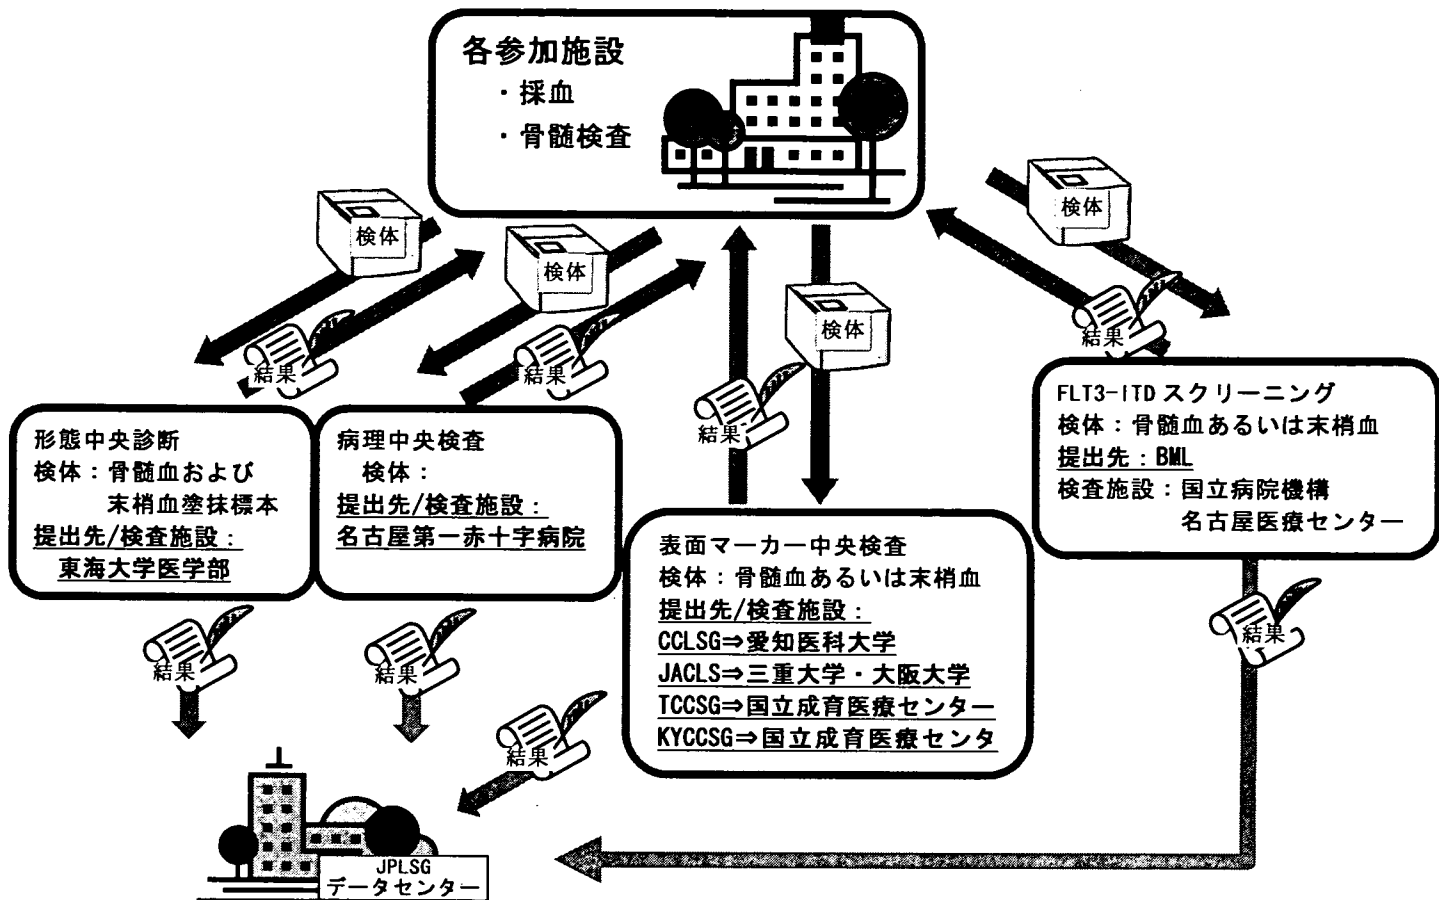 各参加施設
・採血
・骨髄検査
検体
検体
検体
検体
結果
結果
結果
結果
形態中央診断
検体：骨髄血および
末梢血塗抹標本
提出先/検査施設：
東海大学医学部
病理中央検査
検体：
提出先/検査施設：
名古屋第一赤十字病院
表面マーカー中央検査
検体：骨髄血あるいは末梢血
提出先/検査施設：
CCLSG⇒愛知医科大学
JACLS⇒三重大学・大阪大学
TCCSG⇒国立成育医療センター
KYCCSG⇒国立成育医療センタ
FLT3-ITDスクリーニング
検体：骨髄血あるいは末梢血
提出先：BML
検査施設：国立病院機構
名古屋医療センター
結果
結果
結果
結果
JPLSG
データセンター